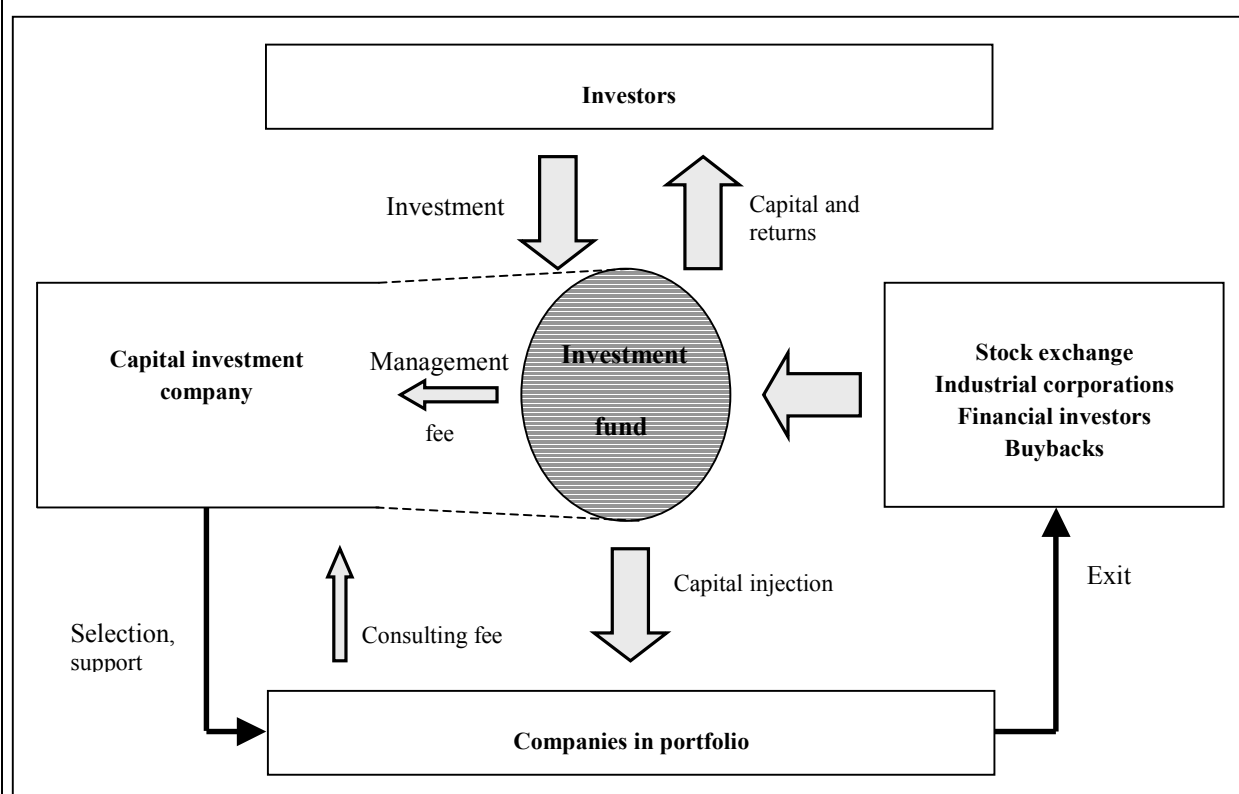 Investors
Investment
Capital and
returns
Capital investment
company
Management
fee
Investment
fund
Stock exchange
Industrial corporations
Financial investors
Buybacks
Selection,
support
Consulting fee
Capital injection
Exit
Companies in portfolio